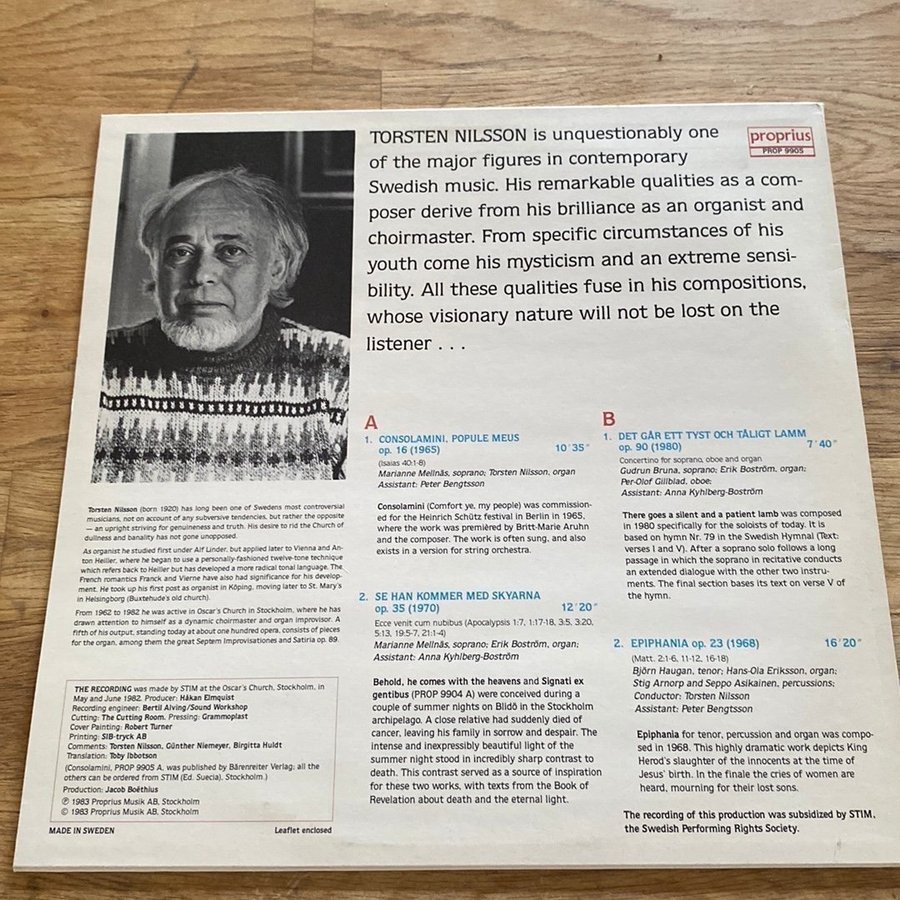 TORSTEN NILSSON is unquestionably one
of the major figures in contemporary
Swedish music. His remarkable qualities as a com-
poser derive from his brilliance as an organist and
choirmaster. From specific circumstances of his
youth come his mysticism and an extreme sensi-
bility. All these qualities fuse in his compositions,
whose visionary nature will not be lost on the
listener . . .
proprius
PROP 9905
Torsten Nilsson (born 1920) has long been one of Swedens most controversial
musicians, not on account of any subversive tendencies, but rather the opposite
— an upright striving for genuineness and truth. His desire to rid the Church of
dullness and banality has not gone unopposed.
As organist he studied first under Alf Linder, but applied later to Vienna and An-
ton Heiller, where he began to use a personally-fashioned twelve-tone technique
which refers back to Heiller but has developed a more radical tonal language. The
French romantics Franck and Vierne have also had significance for his develop-
ment. He took up his first post as organist in Köping, moving later to St. Mary's
in Helsingborg (Buxtehude's old church).
From 1962 to 1982 he was active in Oscar's Church in Stockholm, where he has
drawn attention to himself as a dynamic choirmaster and organ improvisor. A
fifth of his output, standing today at about one hundred opera, consists of pieces
for the organ, among them the great Septem Improvisationes and Satiria op. 89.
THE RECORDING was made by STIM at the Oscar's Church, Stockholm, in
May and June 1982. Producer: Håkan Elmquist
Recording engineer: Bertil Alving/Sound Workshop
Cutting: The Cutting Room. Pressing: Grammoplast
Cover Painting: Robert Turner
Printing: SIB-tryck AB
Comments: Torsten Nilsson, Günther Niemeyer, Birgitta Huldt
Translation: Toby Ibbotson
(Consolamini, PROP 9905 A, was published by Bärenreiter Verlag; all the
others can be ordered from STIM (Ed. Suecia), Stockholm.)
Production: Jacob Boëthius
℗ 1983 Proprius Musik AB, Stockholm
© 1983 Proprius Musik AB, Stockholm
MADE IN SWEDEN
Leaflet enclosed
A
1. CONSOLAMINI, POPULE MEUS
op. 16 (1965) 10'35"
(Isaias 40:1-8)
Marianne Mellnäs, soprano; Torsten Nilsson, organ
Assistant: Peter Bengtsson
Consolamini (Comfort ye, my people) was commission-
ed for the Heinrich Schütz festival in Berlin in 1965,
where the work was premièred by Britt-Marie Aruhn
and the composer. The work is often sung, and also
exists in a version for string orchestra.
2. SE HAN KOMMER MED SKYARNA
op. 35 (1970) 12'20"
Ecce venit cum nubibus (Apocalypsis 1:7, 1:17-18, 3:5, 3:20,
5:13, 19:5-7, 21:1-4)
Marianne Mellnäs, soprano; Erik Boström, organ;
Assistant: Anna Kyhlberg-Boström
Behold, he comes with the heavens and Signati ex
gentibus (PROP 9904 A) were conceived during a
couple of summer nights on Blidö in the Stockholm
archipelago. A close relative had suddenly died of
cancer, leaving his family in sorrow and despair. The
intense and inexpressibly beautiful light of the
summer night stood in incredibly sharp contrast to
death. This contrast served as a source of inspiration
for these two works, with texts from the Book of
Revelation about death and the eternal light.
B
1. DET GÅR ETT TYST OCH TÅLIGT LAMM
op. 90 (1980) 7'40"
Concertino for soprano, oboe and organ
Gudrun Bruna, soprano; Erik Boström, organ;
Per-Olof Gillblad, oboe;
Assistant: Anna Kyhlberg-Boström
There goes a silent and a patient lamb was composed
in 1980 specifically for the soloists of today. It is
based on hymn Nr. 79 in the Swedish Hymnal (Text:
verses I and V). After a soprano solo follows a long
passage in which the soprano in recitative conducts
an extended dialogue with the other two instru-
ments. The final section bases its text on verse V of
the hymn.
2. EPIPHANIA op. 23 (1968) 16'20"
(Matt. 2:1-6, 11-12, 16-18)
Björn Haugan, tenor; Hans-Ola Eriksson, organ;
Stig Arnorp and Seppo Asikainen, percussions;
Conductor: Torsten Nilsson
Assistant: Peter Bengtsson
Epiphania for tenor, percussion and organ was compo-
sed in 1968. This highly dramatic work depicts King
Herod's slaughter of the innocents at the time of
Jesus' birth. In the finale the cries of women are
heard, mourning for their lost sons.
The recording of this production was subsidized by STIM,
the Swedish Performing Rights Society.